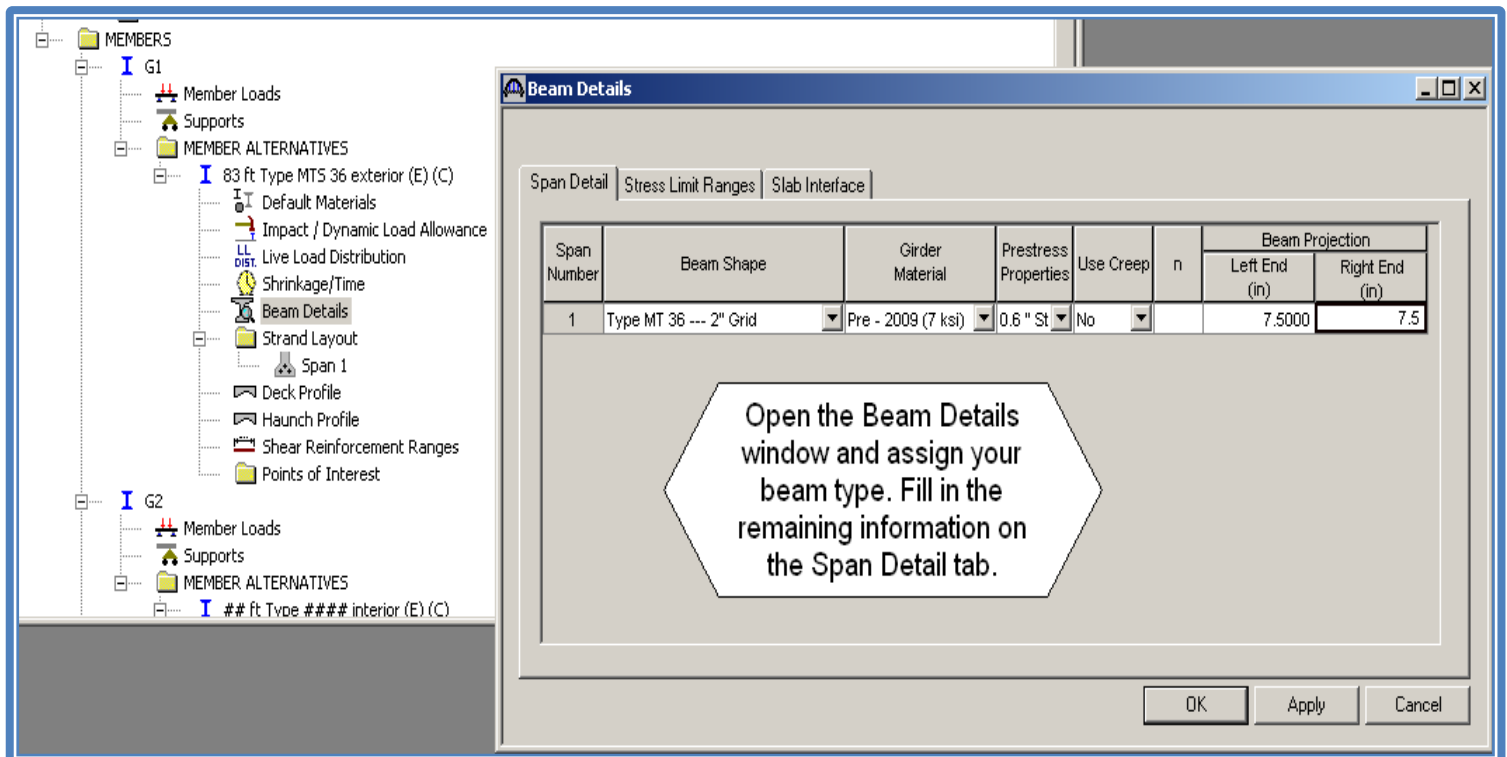 MEMBERS
G1
Member Loads
Supports
MEMBER ALTERNATIVES
83 ft Type MTS 36 exterior (E) (C)
Default Materials
Impact / Dynamic Load Allowance
LL DIST. Live Load Distribution
Shrinkage/Time
Beam Details
Strand Layout
Span 1
Deck Profile
Haunch Profile
Shear Reinforcement Ranges
Points of Interest
G2
Member Loads
Supports
MEMBER ALTERNATIVES
## ft Type #### interior (E) (C)
Beam Details
Span Detail Stress Limit Ranges Slab Interface
Span Number Beam Shape Girder Material Prestress Properties Use Creep n Beam Projection
Left End (in) Right End (in)
1 Type MT 36 --- 2" Grid Pre - 2009 (7 ksi) 0.6 " St No 7.5000 7.5
Open the Beam Details
window and assign your
beam type. Fill in the
remaining information on
the Span Detail tab.
OK Apply Cancel